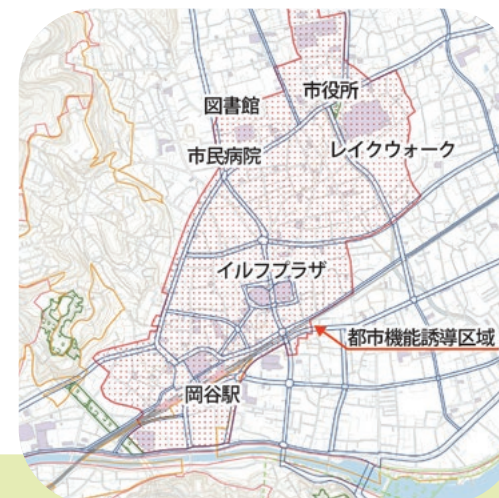 市役所
図書館
レイクウォーク
市民病院
イルフプラザ
都市機能誘導区域
岡谷駅